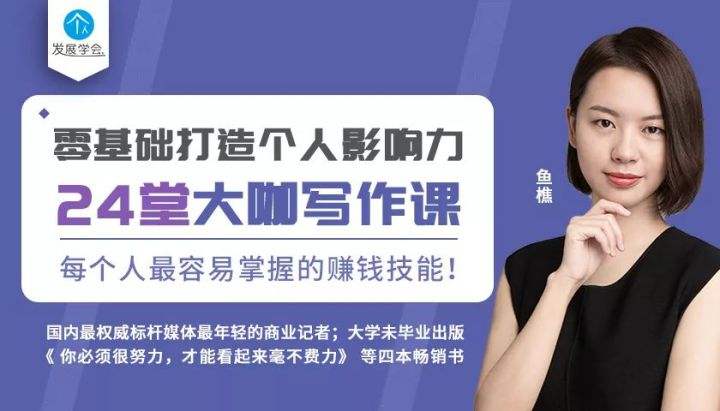 个人
发展学会.
零基础打造个人影响力
24堂大咖写作课
每个人最容易掌握的赚钱技能！
鱼樵
国内最权威标杆媒体最年轻的商业记者；大学未毕业出版
《 你必须很努力，才能看起来毫不费力》 等四本畅销书